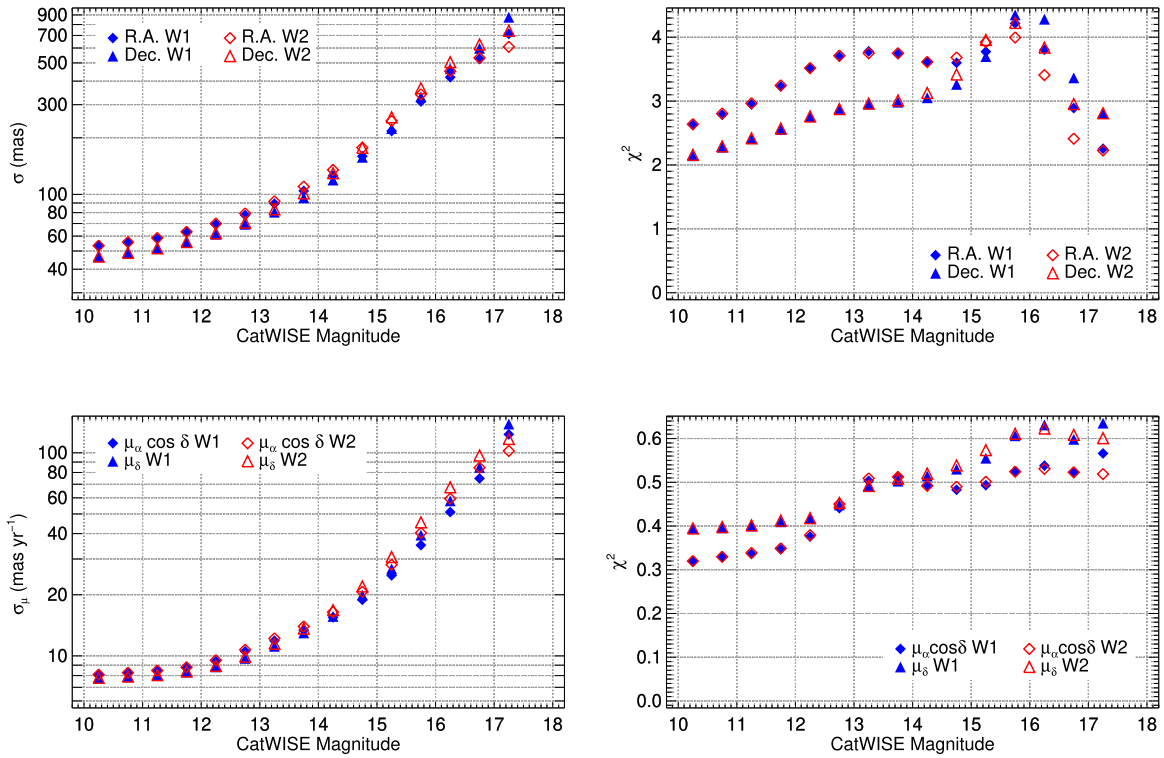 900
700
500
300
100
80
60
40
σ (mas)
R.A. W1
R.A. W2
Dec. W1
Dec. W2
10 11 12 13 14 15 16 17 18
CatWISE Magnitude
4
3
2
1
0
χ²
R.A. W1
R.A. W2
Dec. W1
Dec. W2
10 11 12 13 14 15 16 17 18
CatWISE Magnitude
100
80
60
40
20
10
σμ (mas yr⁻¹)
μα cos δ W1
μα cos δ W2
μδ W1
μδ W2
10 11 12 13 14 15 16 17 18
CatWISE Magnitude
0.6
0.5
0.4
0.3
0.2
0.1
0.0
χ²
μαcosδ W1
μαcosδ W2
μδ W1
μδ W2
10 11 12 13 14 15 16 17 18
CatWISE Magnitude